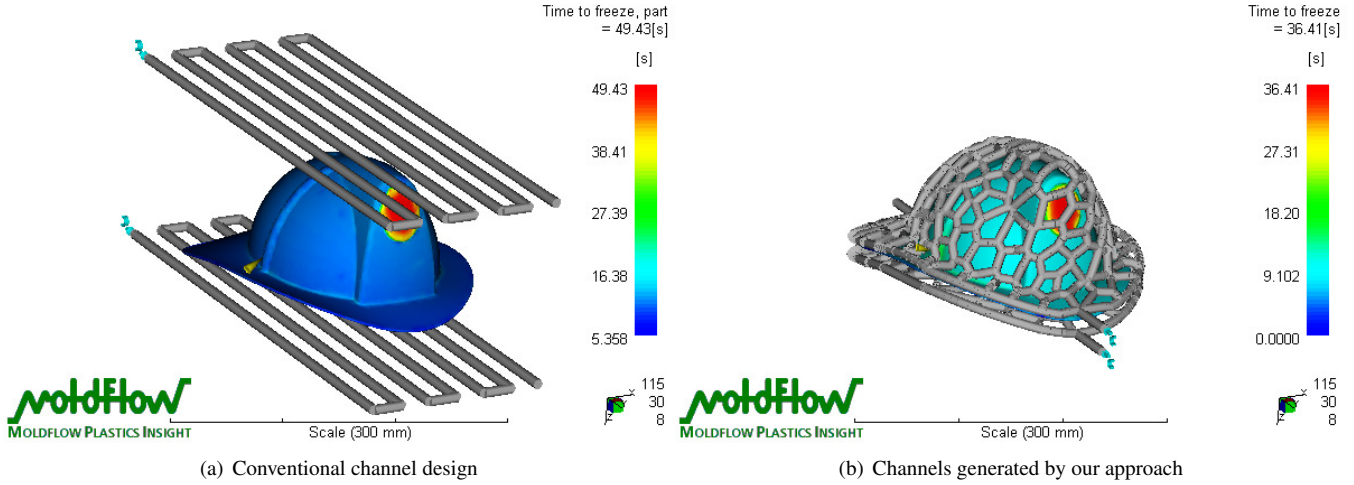 Time to freeze, part
= 49.43[s]
[s]
49.43
38.41
27.39
16.38
5.358
moldflow
MOLDFLOW PLASTICS INSIGHT
Scale (300 mm)
115
30
8
(a) Conventional channel design
Time to freeze
= 36.41[s]
[s]
36.41
27.31
18.20
9.102
0.0000
moldflow
MOLDFLOW PLASTICS INSIGHT
Scale (300 mm)
115
30
8
(b) Channels generated by our approach